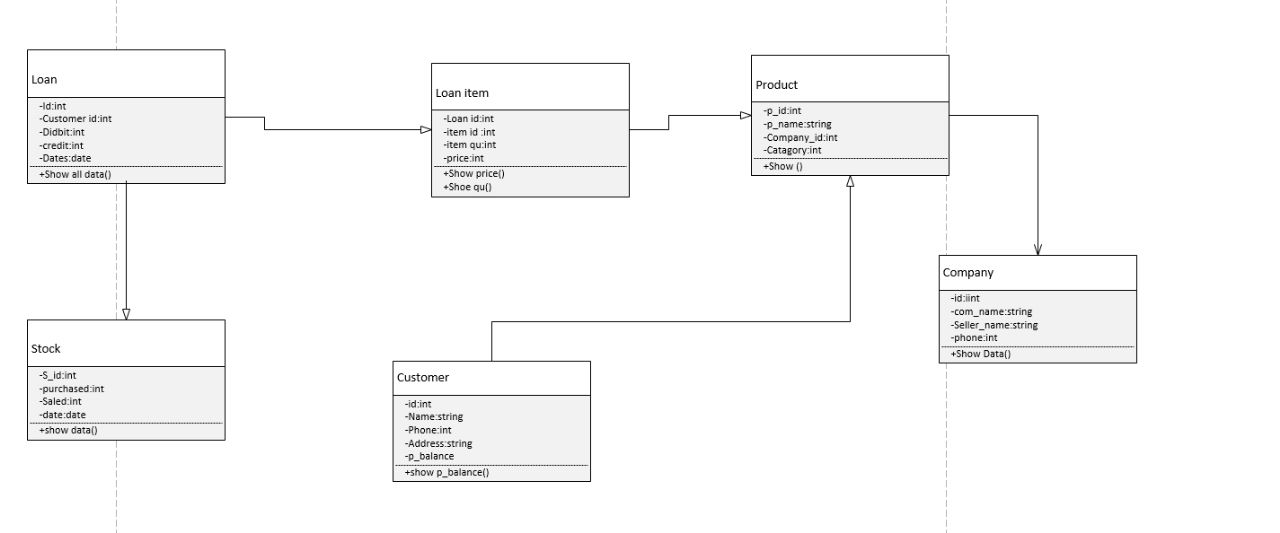 Loan
-Id:int
-Customer id:int
-Didbit:int
-credit:int
-Dates:date
+Show all data()
Loan item
-Loan id:int
-item id :int
-item qu:int
-price:int
+Show price()
+Shoe qu()
Product
-p_id:int
-p_name:string
-Company_id:int
-Catagory:int
+Show ()
Company
-id:iint
-com_name:string
-Seller_name:string
-phone:int
+Show Data()
Stock
-S_id:int
-purchased:int
-Saled:int
-date:date
+show data()
Customer
-id:int
-Name:string
-Phone:int
-Address:string
-p_balance
+show p_balance()